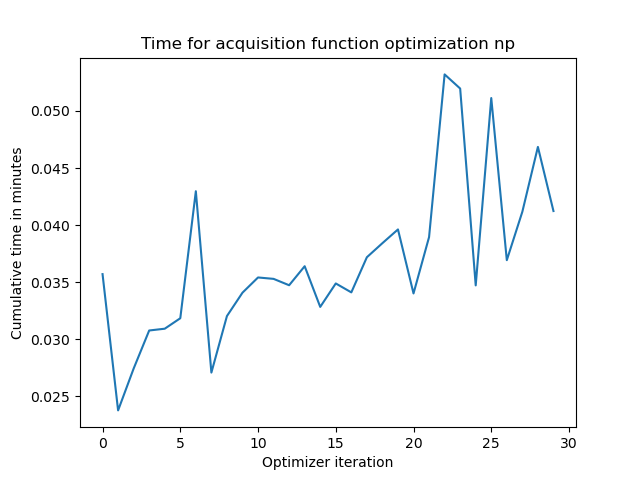 Time for acquisition function optimization np
Cumulative time in minutes
0.050
0.045
0.040
0.035
0.030
0.025
0 5 10 15 20 25 30
Optimizer iteration